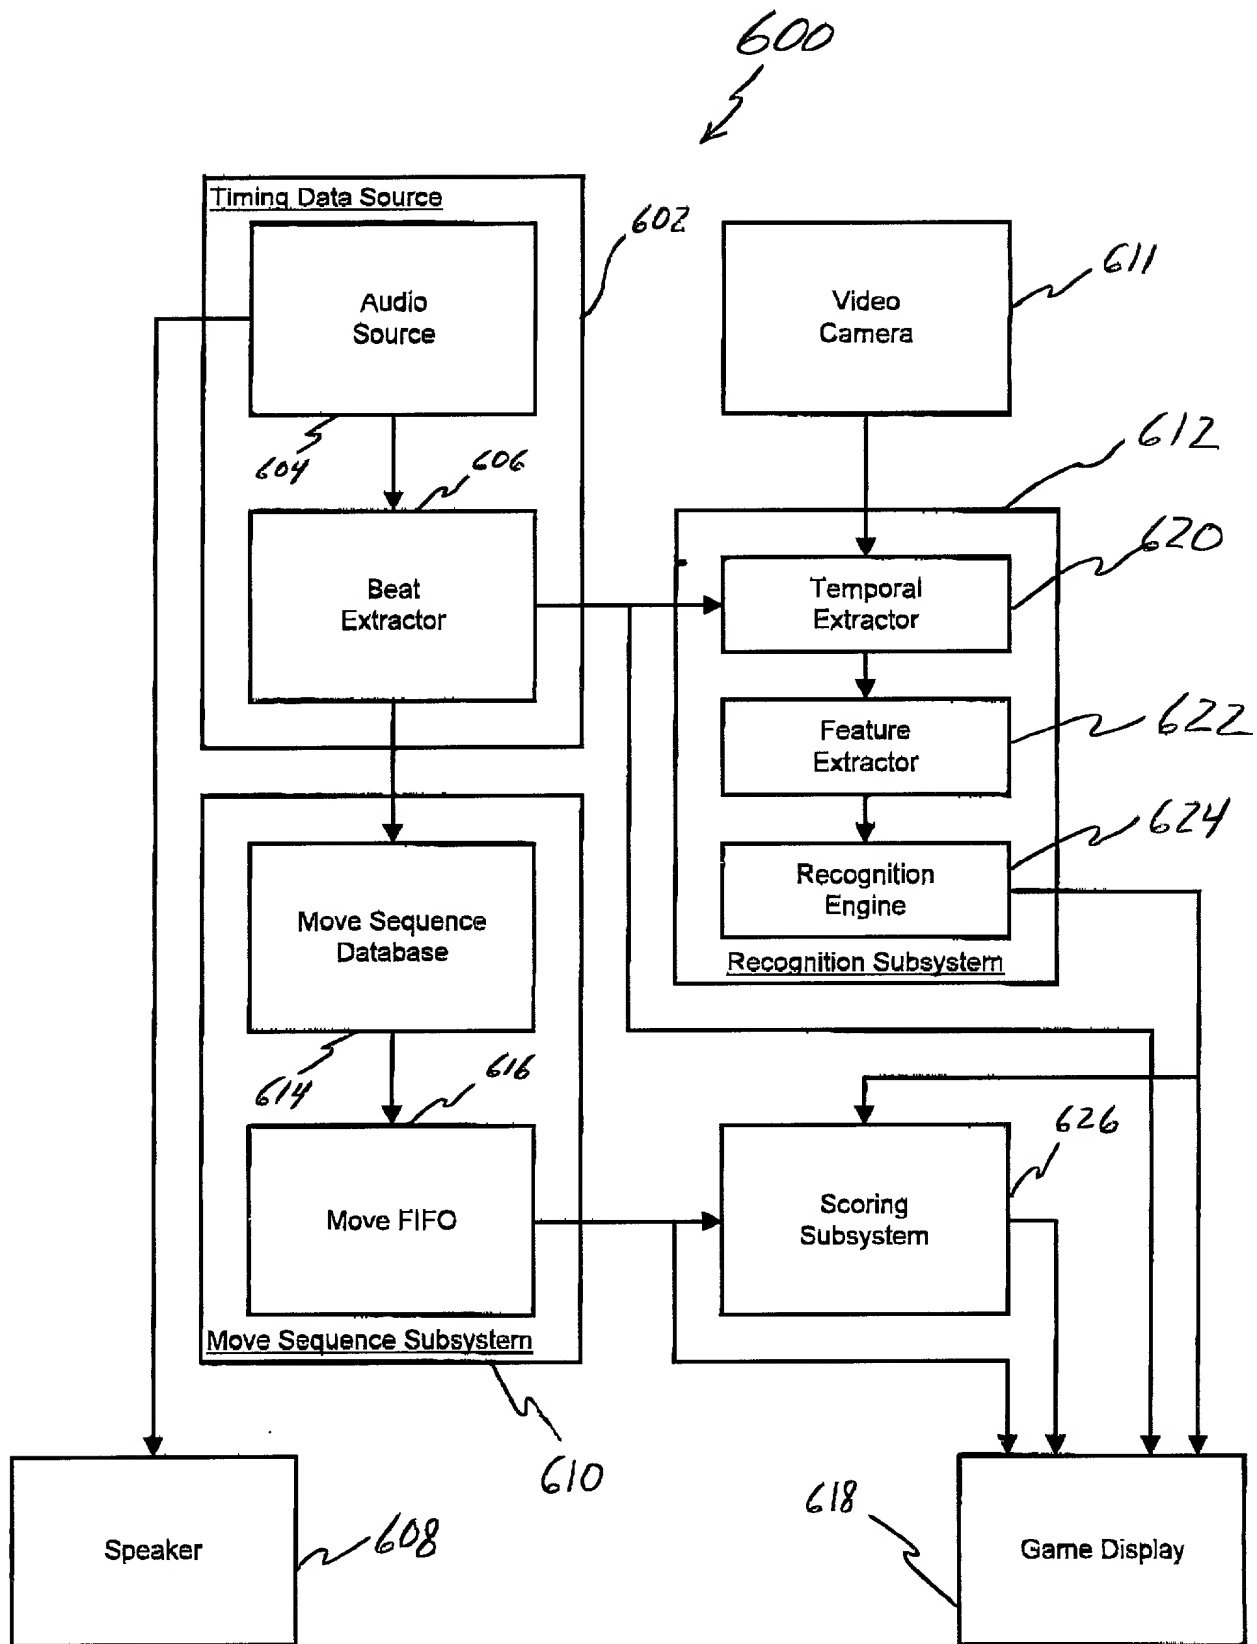 600
Timing Data Source
602
Audio
Source
604
Video
Camera
611
606
Beat
Extractor
612
620
Temporal
Extractor
Feature
Extractor
622
624
Recognition
Engine
Recognition Subsystem
Move Sequence
Database
614
616
Move FIFO
Move Sequence Subsystem
610
626
Scoring
Subsystem
Speaker
608
618
Game Display